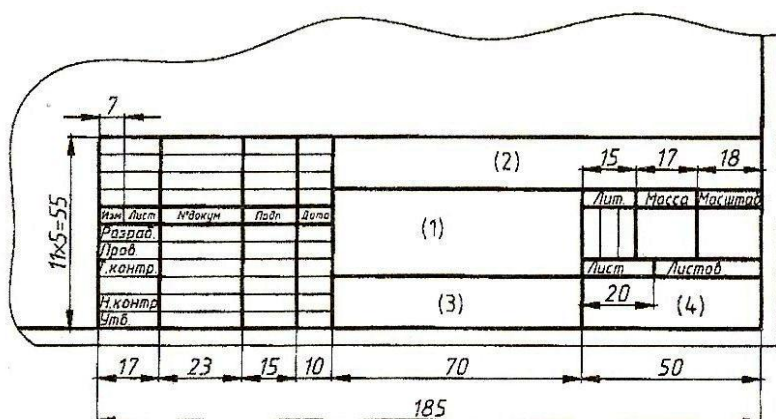 7
(2)
15 17 18
11x5=55
Лит. Масса Масштаб
Изм Лист №докум Подп Дата
(1)
Разраб.
Пров.
Т.контр.
Лист Листов
20
(3) (4)
Н.контр
Утв.
17 23 15 10 70 50
185